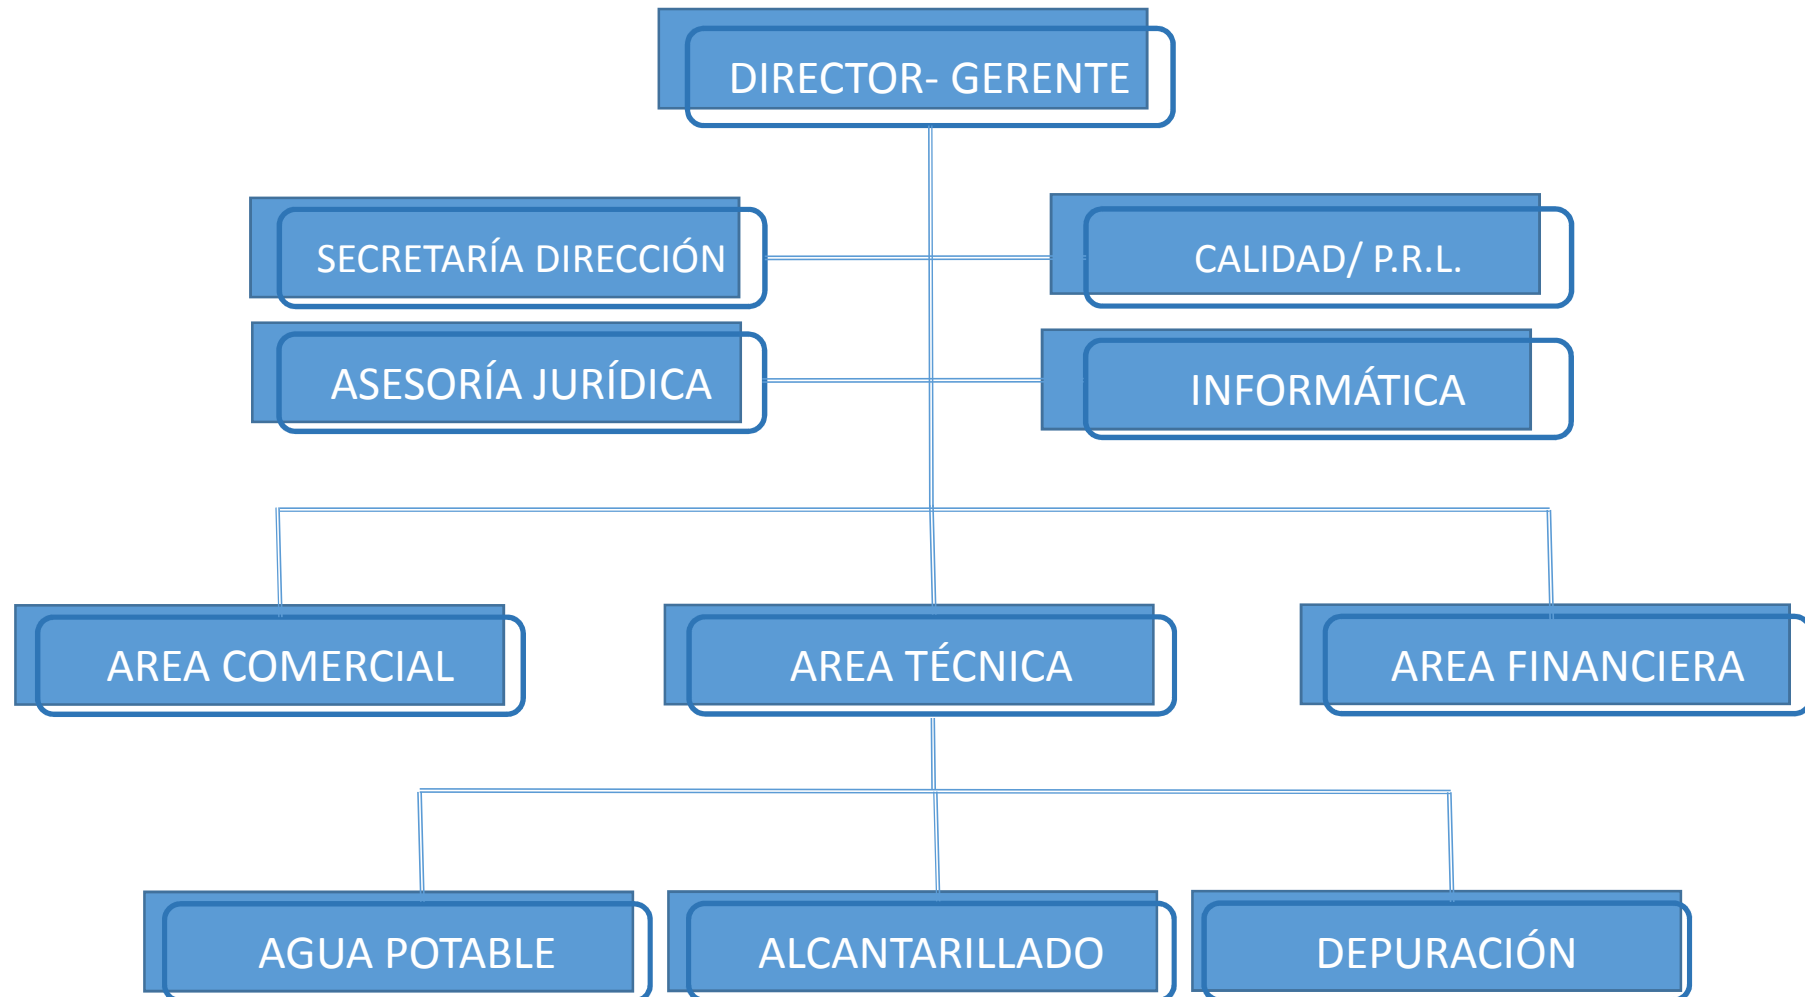 DIRECTOR- GERENTE
SECRETARÍA DIRECCIÓN
CALIDAD/ P.R.L.
ASESORÍA JURÍDICA
INFORMÁTICA
AREA COMERCIAL
AREA TÉCNICA
AREA FINANCIERA
AGUA POTABLE
ALCANTARILLADO
DEPURACIÓN